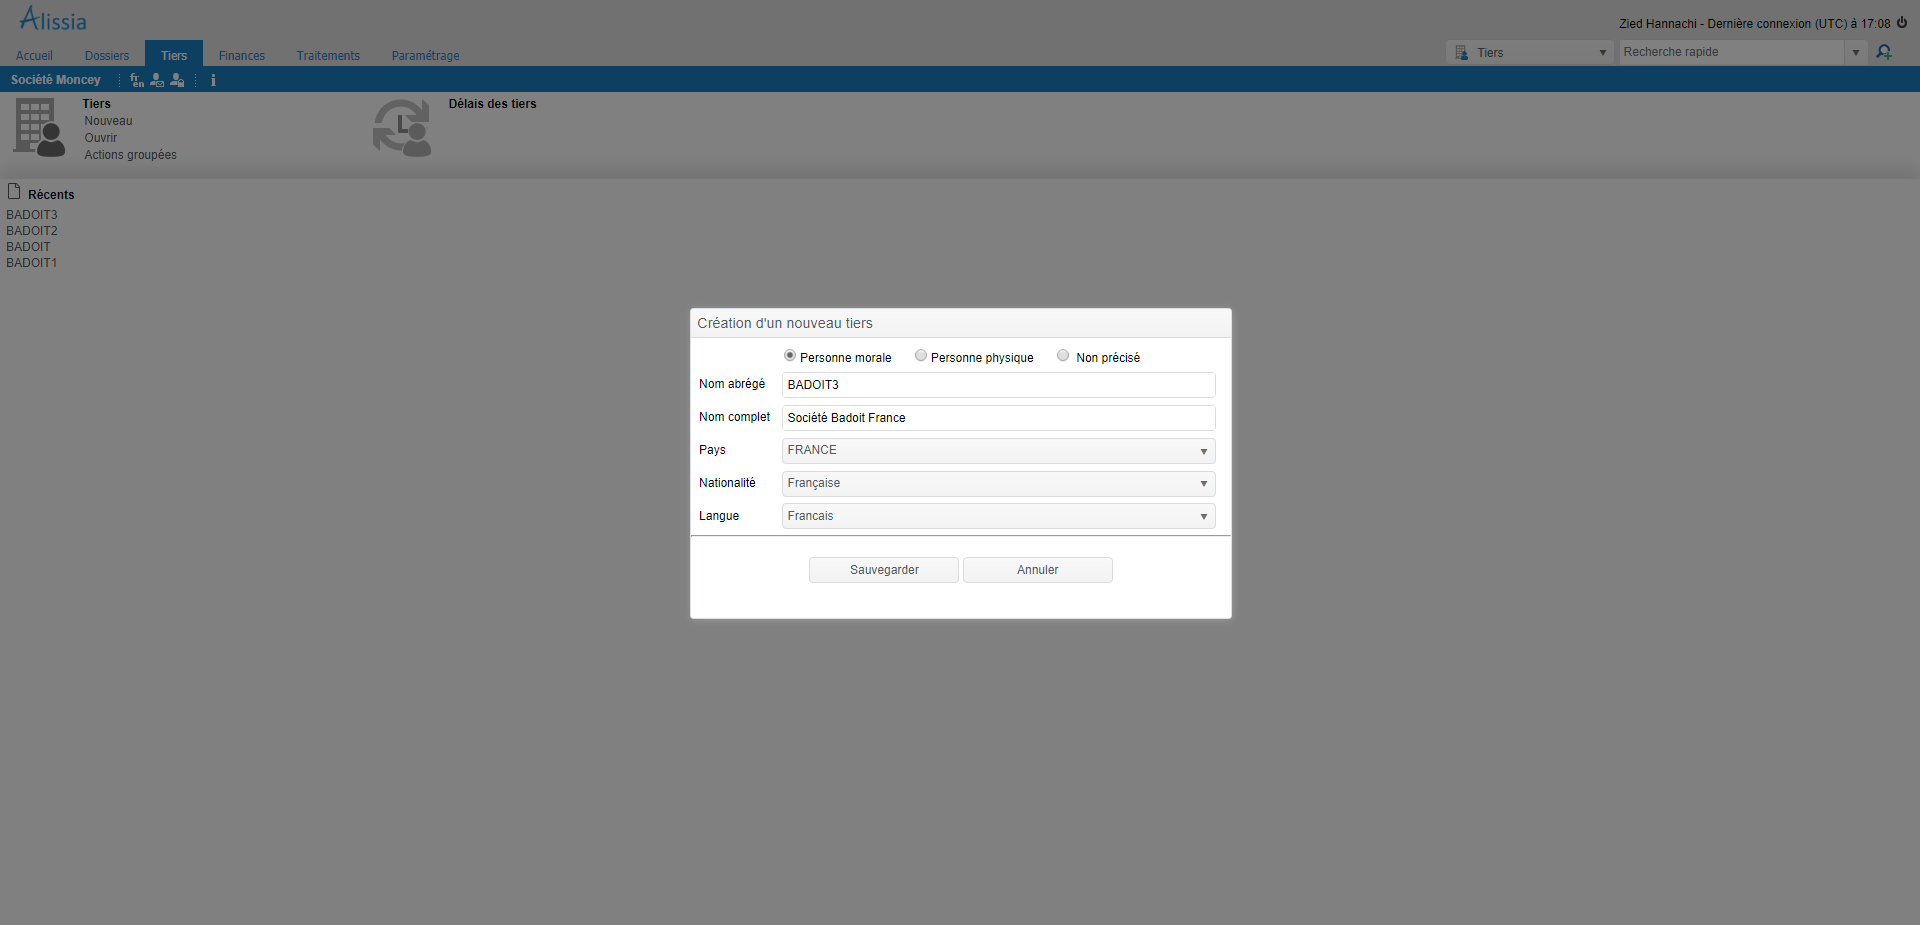 Alissia
Zied Hannachi - Dernière connexion (UTC) à 17:08
Accueil Dossiers Tiers Finances Traitements Paramétrage
Tiers Recherche rapide
Société Moncey fr en i
Tiers
Nouveau
Ouvrir
Actions groupées
Délais des tiers
Récents
BADOIT3
BADOIT2
BADOIT
BADOIT1
Création d'un nouveau tiers
Personne morale Personne physique Non précisé
Nom abrégé BADOIT3
Nom complet Société Badoit France
Pays FRANCE
Nationalité Française
Langue Francais
Sauvegarder Annuler